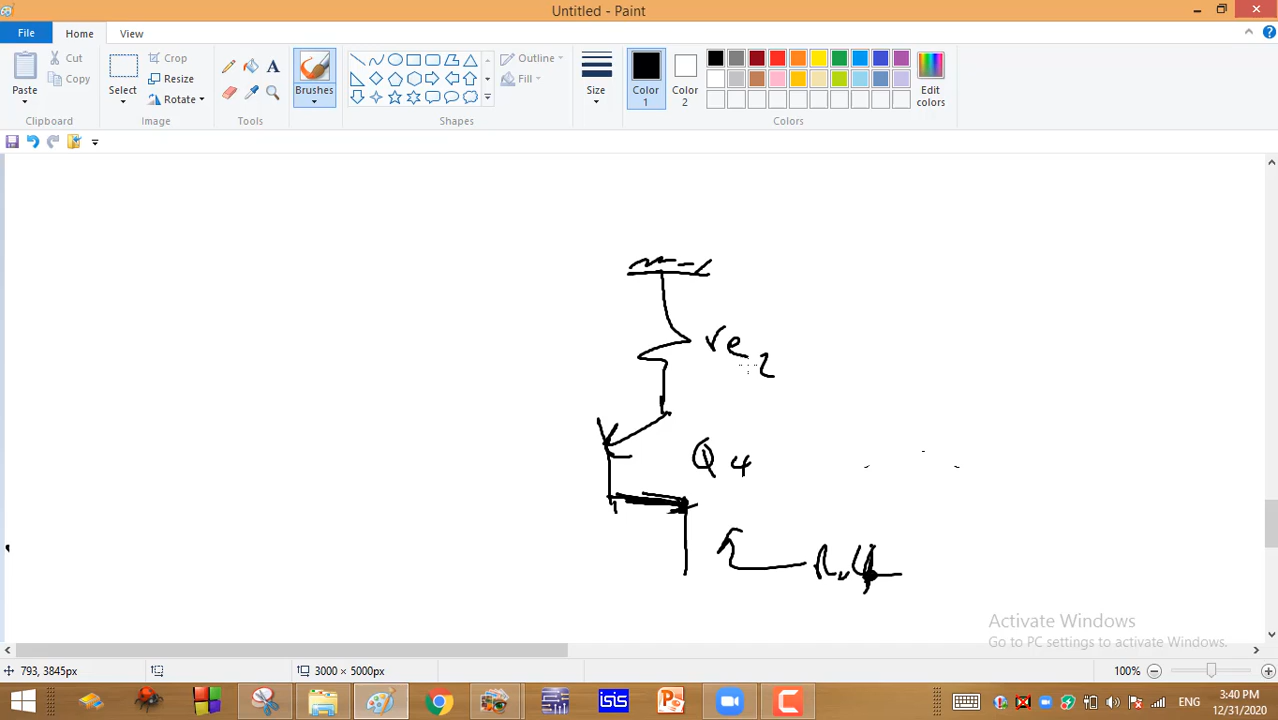 Untitled - Paint
File
Home
View
Paste
Cut
Copy
Clipboard
Select
Crop
Resize
Rotate
Image
A
Tools
Brushes
Outline
Fill
Shapes
Size
Color 1
Color 2
Edit colors
Colors
re2
Q4
Activate Windows
Go to PC settings to activate Windows.
793, 3845px
3000 × 5000px
100%
isis
ENG
3:40 PM
12/31/2020